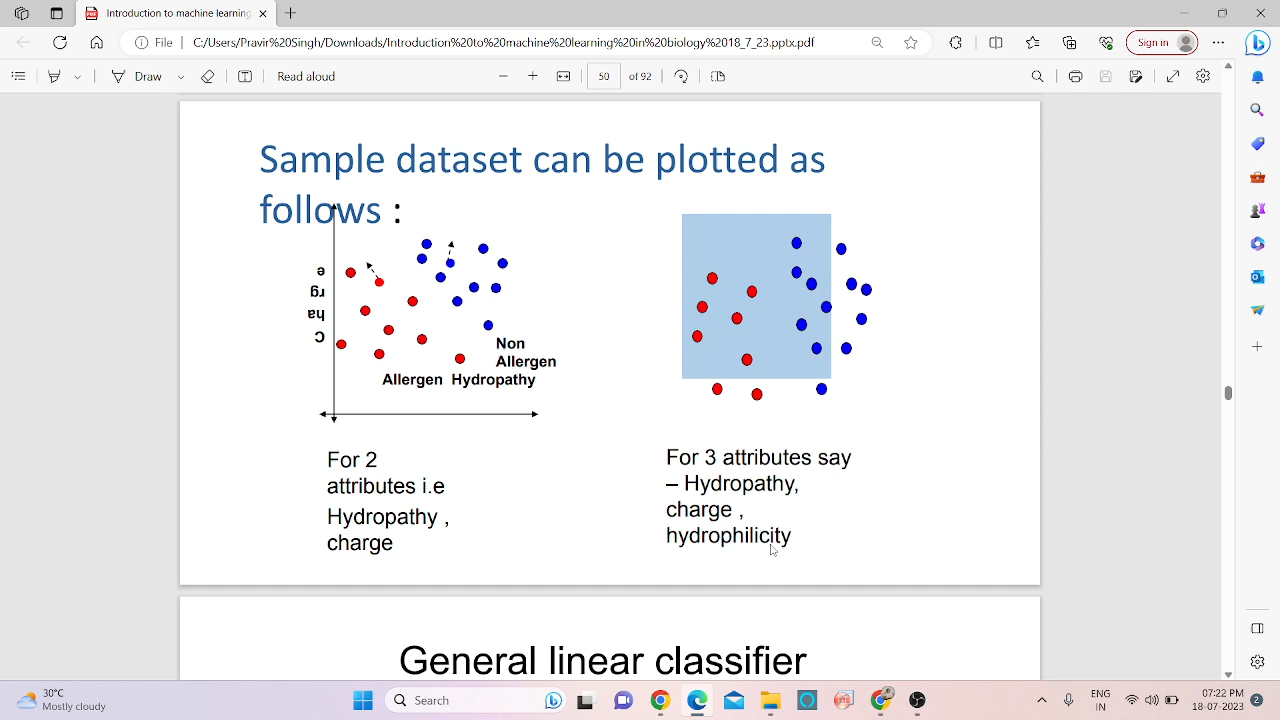 Introduction to machine learning
File
C:/Users/Pravir%20Singh/Downloads/Introduction%20to%20machine%20learning%20in%20biology%2018_7_23.pptx.pdf
Sign in
Draw
Read aloud
50
of 92
Sample dataset can be plotted as
follows :
e
rg
ha
C
Non
Allergen
Allergen Hydropathy
For 2
attributes i.e
Hydropathy ,
charge
For 3 attributes say
– Hydropathy,
charge ,
hydrophilicity
General linear classifier
30°C
Mostly cloudy
Search
ENG
IN
07:22 PM
18-07-2023
2